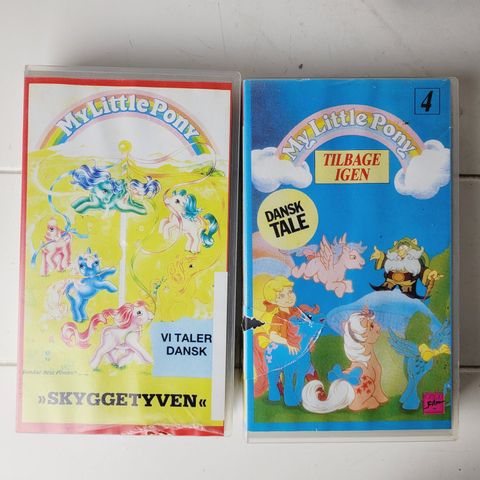 My Little Pony
VI TALER
DANSK
»SKYGGETYVEN«
4
My Little Pony
TILBAGE
IGEN
DANSK
TALE